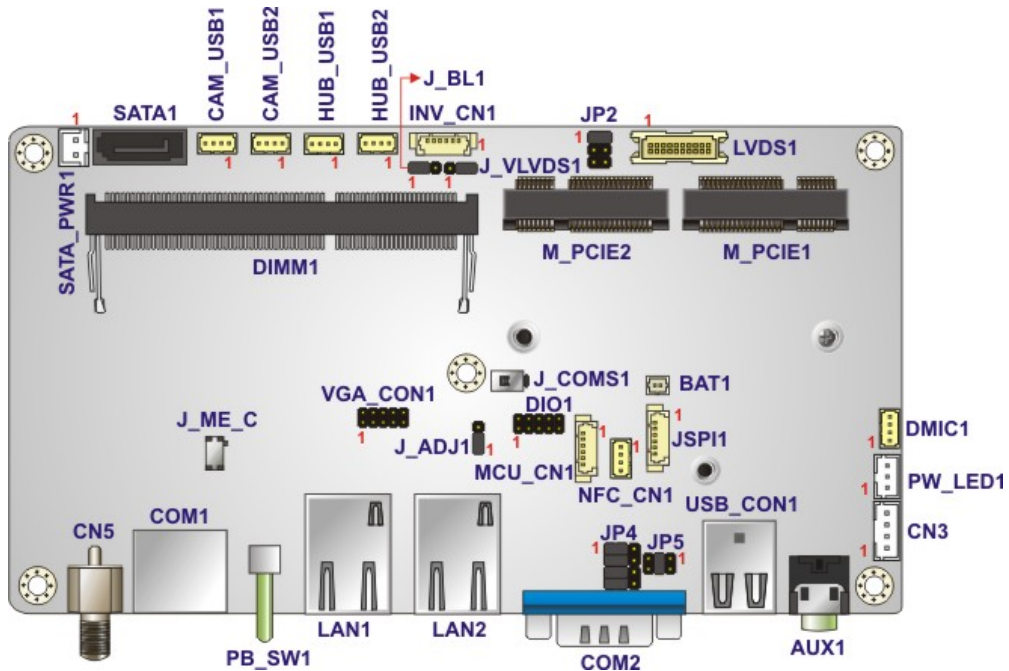 CAM_USB1
CAM_USB2
HUB_USB1
HUB_USB2
J_BL1
SATA1
INV_CN1
JP2
1
LVDS1
1
1
1
1
1
1
1
1
1
1
J_VLVDS1
SATA_PWR1
DIMM1
M_PCIE2
M_PCIE1
J_COMS1
BAT1
VGA_CON1
DIO1
1
J_ME_C
1
J_ADJ1
1
1
1
1
JSPI1
DMIC1
1
MCU_CN1
NFC_CN1
PW_LED1
1
USB_CON1
COM1
CN5
JP4
JP5
1
1
CN3
1
LAN1
LAN2
PB_SW1
COM2
AUX1